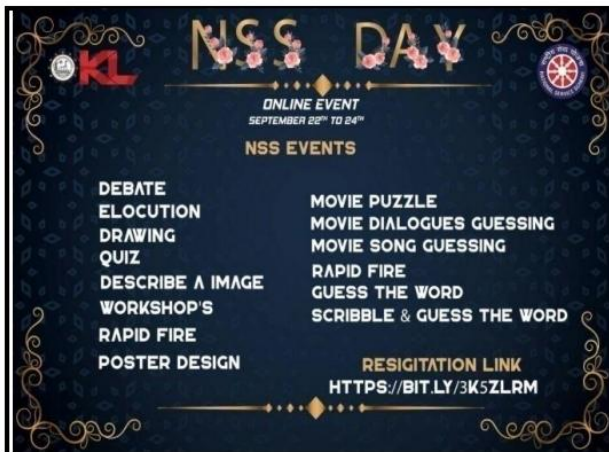 KL
NSS DAY
ONLINE EVENT
SEPTEMBER 22TH TO 24TH
NSS EVENTS
DEBATE
ELOCUTION
DRAWING
QUIZ
DESCRIBE A IMAGE
WORKSHOP'S
RAPID FIRE
POSTER DESIGN
MOVIE PUZZLE
MOVIE DIALOGUES GUESSING
MOVIE SONG GUESSING
RAPID FIRE
GUESS THE WORD
SCRIBBLE & GUESS THE WORD
RESIGITATION LINK
HTTPS://BIT.LY/3K5ZLRM